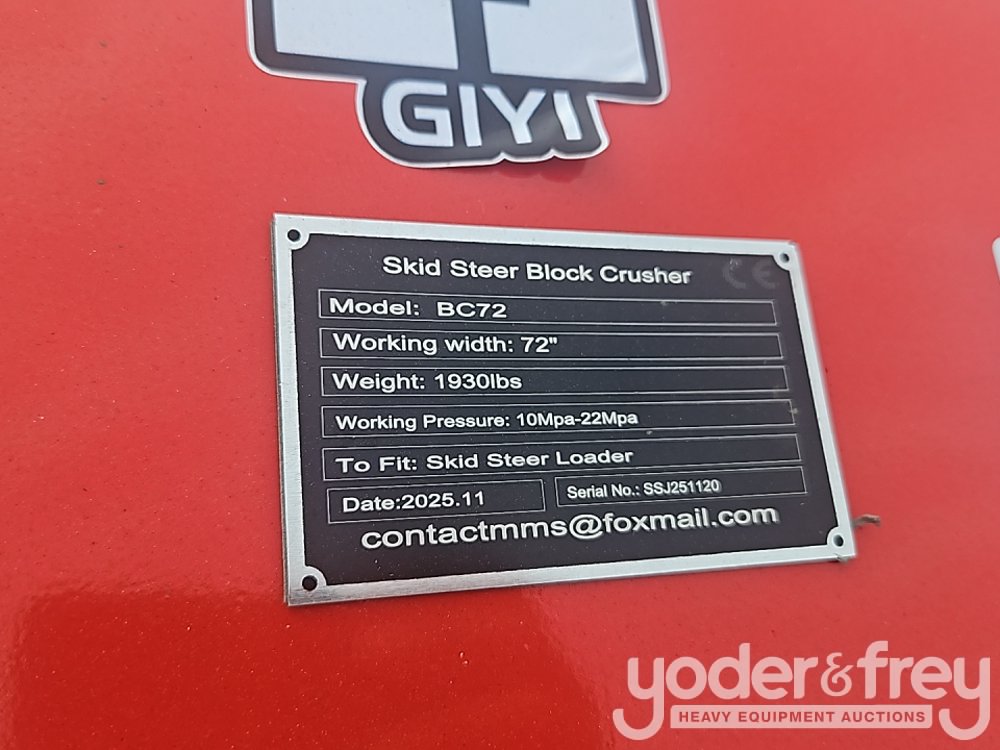 GIYI
Skid Steer Block Crusher CE
Model: BC72
Working width: 72"
Weight: 1930lbs
Working Pressure: 10Mpa-22Mpa
To Fit: Skid Steer Loader
Date:2025.11 Serial No.: SSJ251120
contactmms@foxmail.com
yoder&frey
HEAVY EQUIPMENT AUCTIONS